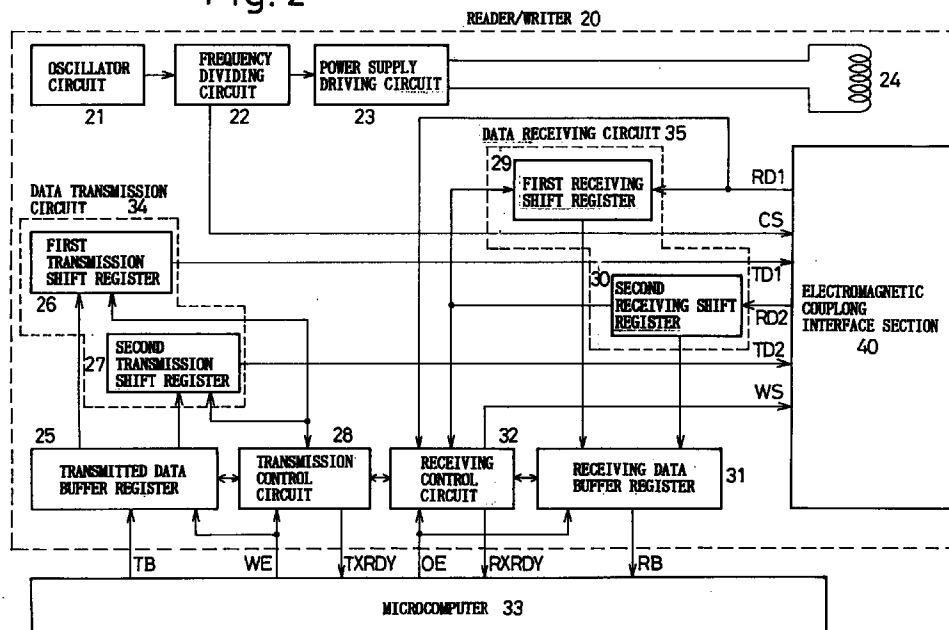 Fig. 2
READER/WRITER 20
OSCILLATOR
CIRCUIT
21
FREQUENCY
DIVIDING
CIRCUIT
22
POWER SUPPLY
DRIVING CIRCUIT
23
24
DATA RECEIVING CIRCUIT 35
29
FIRST RECEIVING
SHIFT REGISTER
RD1
CS
DATA TRANSMISSION
CIRCUIT 34
FIRST
TRANSMISSION
SHIFT REGISTER
26
TD1
30
SECOND
RECEIVING SHIFT
REGISTER
RD2
ELECTROMAGNETIC
COUPLONG
INTERFACE SECTION
40
27
SECOND
TRANSMISSION
SHIFT REGISTER
TD2
WS
25
TRANSMITTED DATA
BUFFER REGISTER
28
TRANSMISSION
CONTROL
CIRCUIT
32
RECEIVING
CONTROL
CIRCUIT
RECEIVING DATA
BUFFER REGISTER
31
TB
WE
TXRDY
OE
RXRDY
RB
MICROCOMPUTER 33